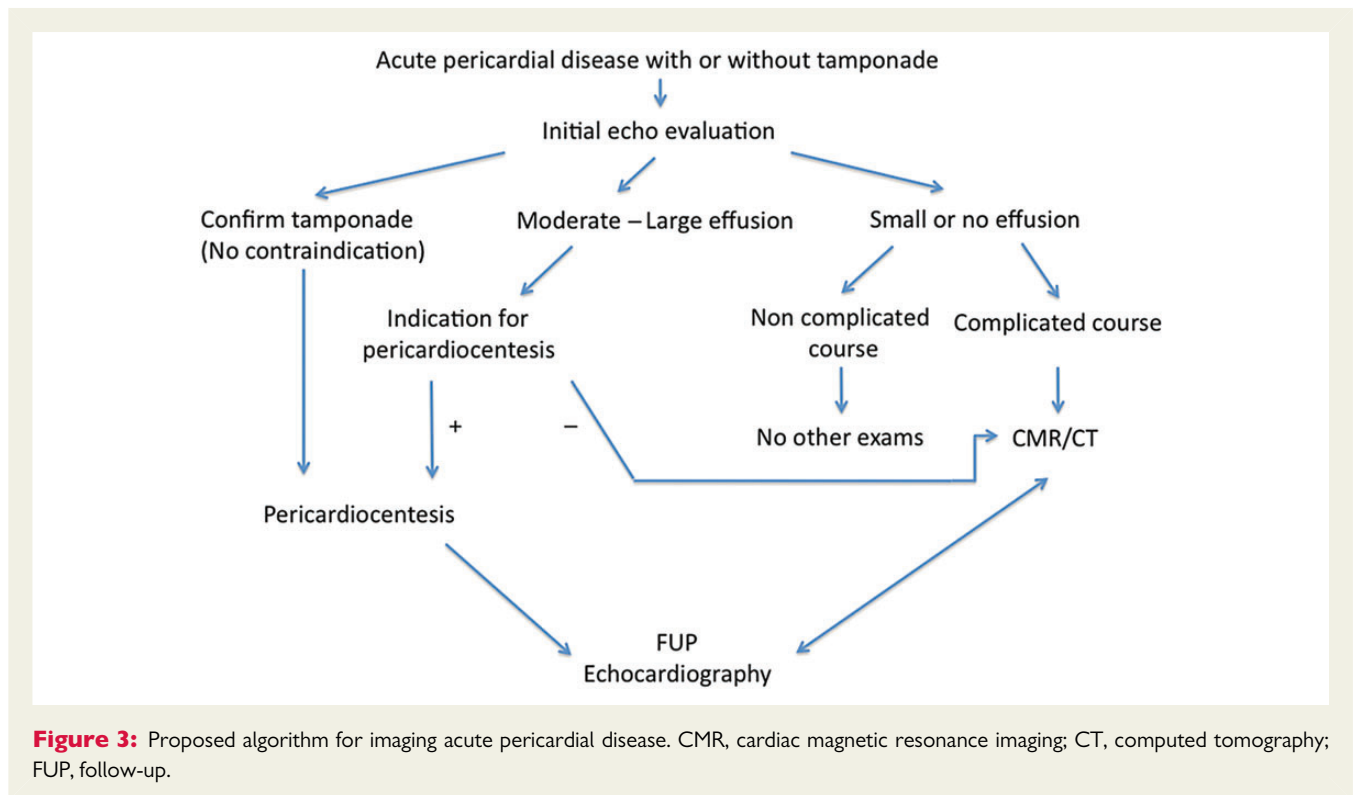 Acute pericardial disease with or without tamponade
Initial echo evaluation
Confirm tamponade
(No contraindication)
Moderate – Large effusion
Small or no effusion
Indication for
pericardiocentesis
Non complicated
course
Complicated course
+
–
No other exams
CMR/CT
Pericardiocentesis
FUP
Echocardiography
Figure 3: Proposed algorithm for imaging acute pericardial disease. CMR, cardiac magnetic resonance imaging; CT, computed tomography;
FUP, follow-up.